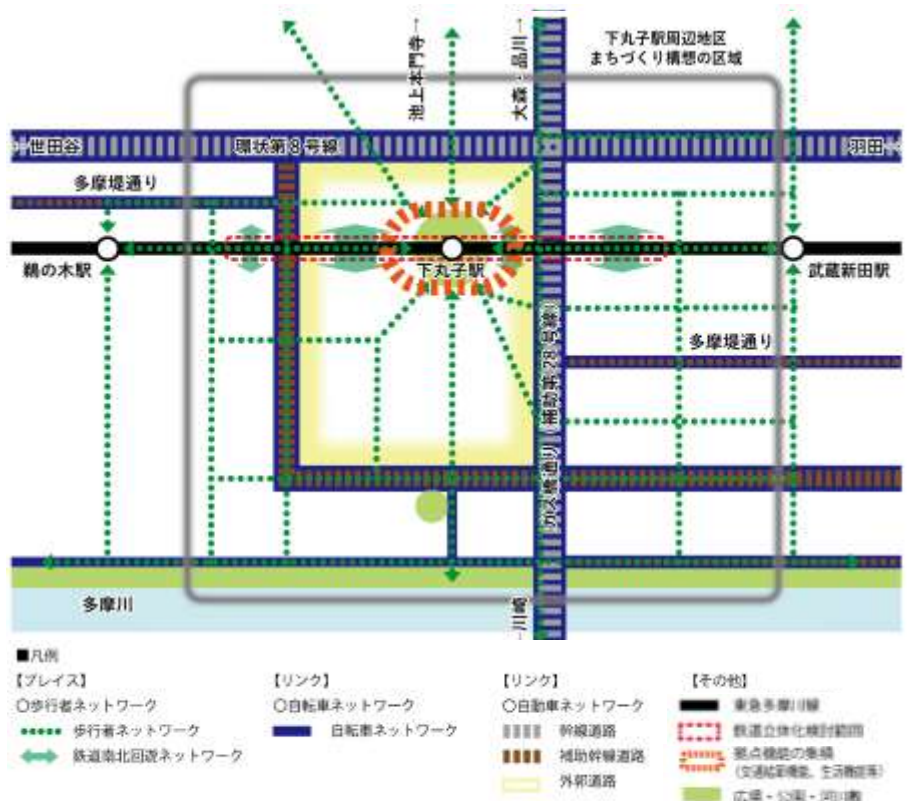 池上本門寺→
大森・品川→
下丸子駅周辺地区
まちづくり構想の区域
世田谷
環状第8号線
羽田
多摩堤通り
鵜の木駅
下丸子駅
武蔵新田駅
多摩堤通り
ガス橋通り（補助第28号線）
多摩川
←川崎
■凡例
【プレイス】
○歩行者ネットワーク
歩行者ネットワーク
鉄道南北回遊ネットワーク
【リンク】
○自転車ネットワーク
自転車ネットワーク
【リンク】
○自動車ネットワーク
幹線道路
補助幹線道路
外郭道路
【その他】
東急多摩川線
鉄道立体化検討範囲
拠点機能の集積
（交通結節機能、生活機能等）
広場・公園・河川敷